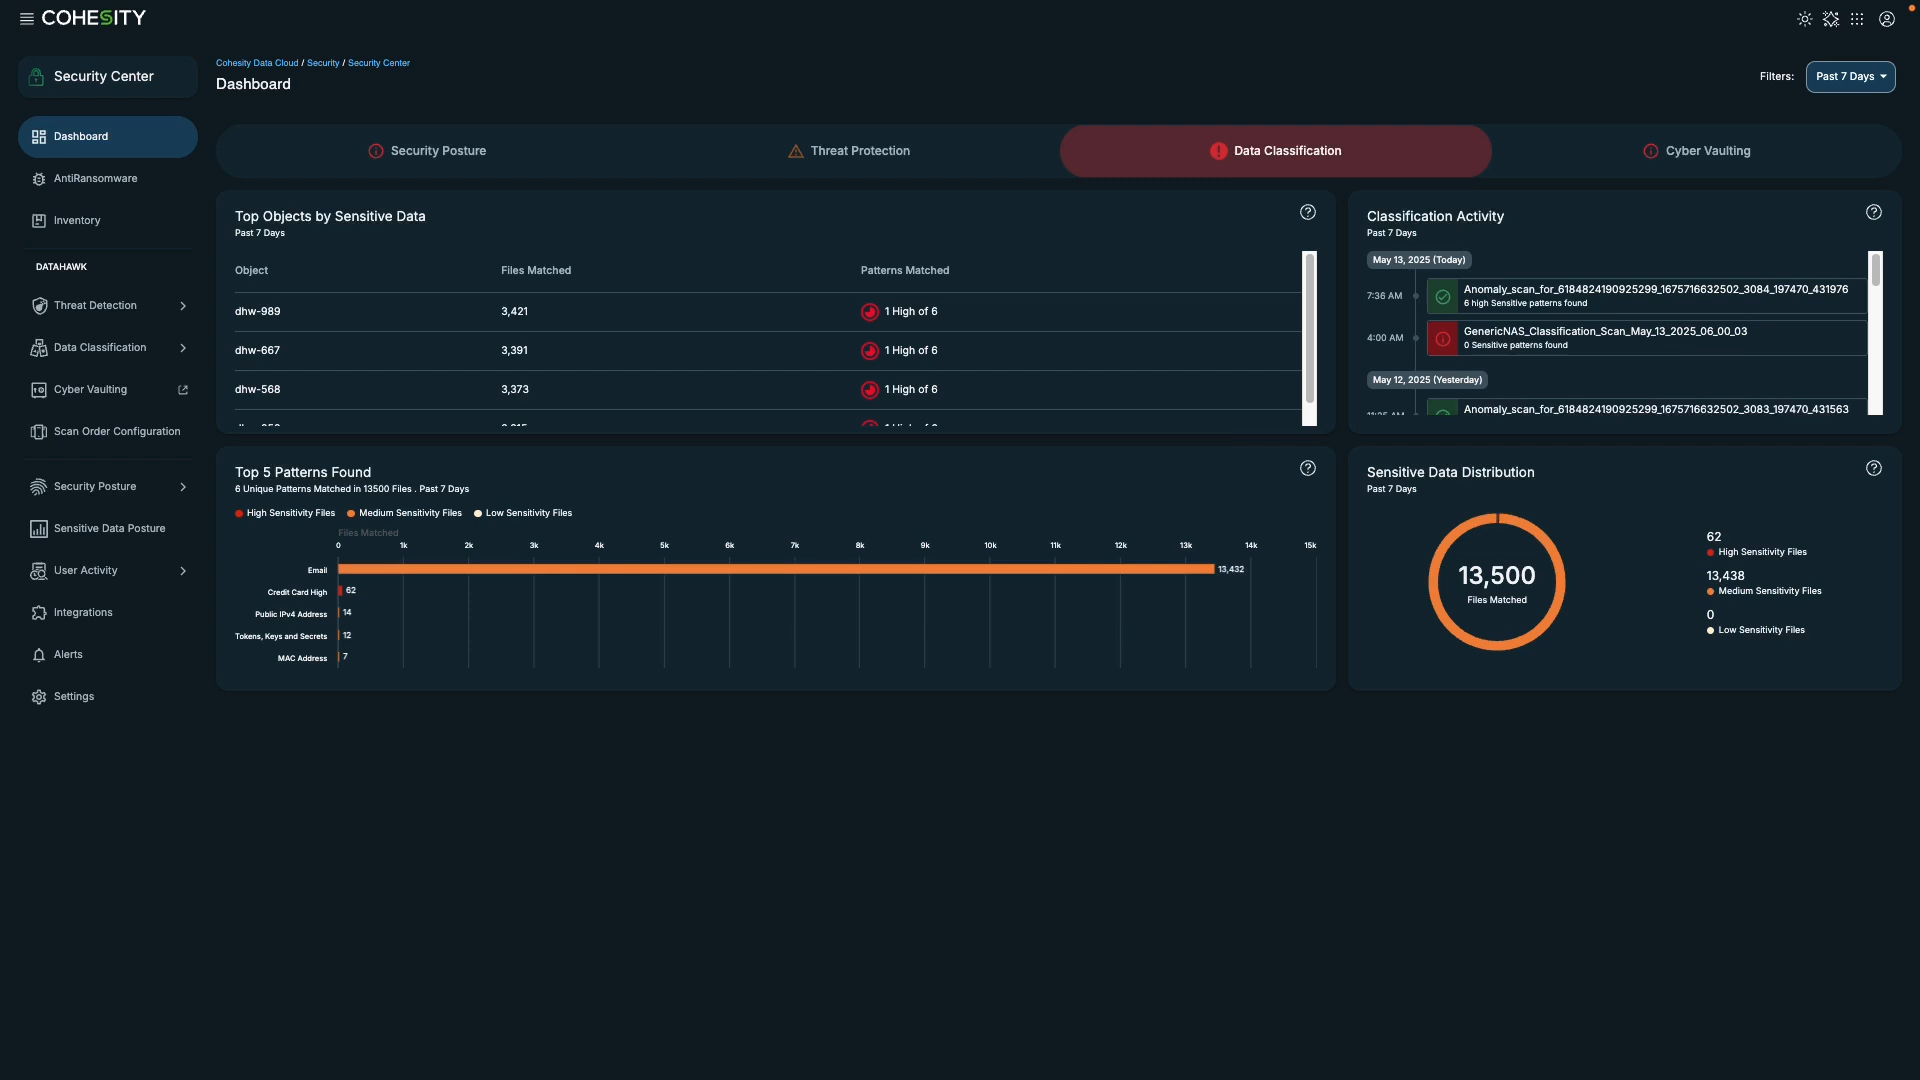 COHESITY
Security Center
Cohesity Data Cloud / Security / Security Center
Dashboard
Filters:
Past 7 Days
Dashboard
AntiRansomware
Inventory
DATAHAWK
Threat Detection
Data Classification
Cyber Vaulting
Scan Order Configuration
Security Posture
Sensitive Data Posture
User Activity
Integrations
Alerts
Settings
Security Posture
Threat Protection
Data Classification
Cyber Vaulting
Top Objects by Sensitive Data
Past 7 Days
Object Files Matched Patterns Matched
dhw-989 3,421 1 High of 6
dhw-667 3,391 1 High of 6
dhw-568 3,373 1 High of 6
Classification Activity
Past 7 Days
May 13, 2025 (Today)
7:36 AM
Anomaly_scan_for_6184824190925299_1675716632502_3084_197470_431976
6 high Sensitive patterns found
4:00 AM
GenericNAS_Classification_Scan_May_13_2025_06_00_03
0 Sensitive patterns found
May 12, 2025 (Yesterday)
Anomaly_scan_for_6184824190925299_1675716632502_3083_197470_431563
Top 5 Patterns Found
6 Unique Patterns Matched in 13500 Files . Past 7 Days
High Sensitivity Files Medium Sensitivity Files Low Sensitivity Files
Files Matched
0 1k 2k 3k 4k 5k 6k 7k 8k 9k 10k 11k 12k 13k 14k 15k
Email 13,432
Credit Card High 62
Public IPv4 Address 14
Tokens, Keys and Secrets 12
MAC Address 7
Sensitive Data Distribution
Past 7 Days
13,500
Files Matched
62
High Sensitivity Files
13,438
Medium Sensitivity Files
0
Low Sensitivity Files